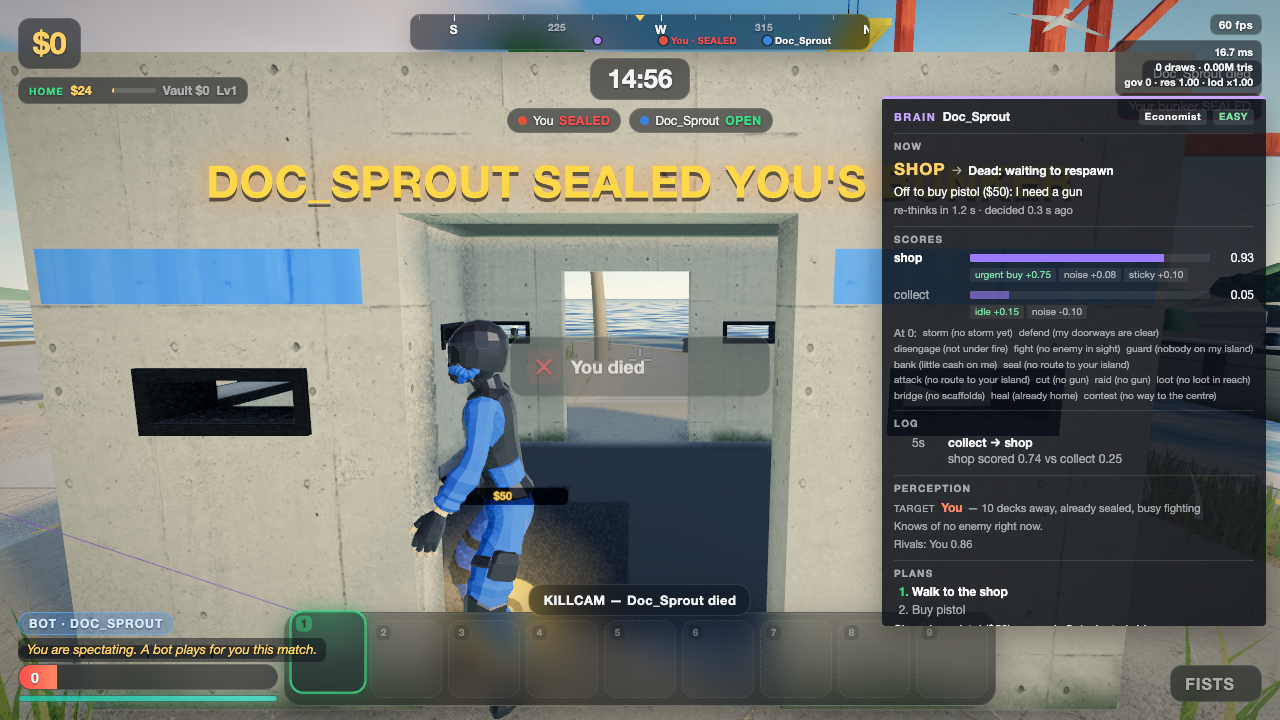 $0
HOME $24 Vault $0 Lv1
S 225 W 315 N
You · SEALED Doc_Sprout
14:56
You SEALED Doc_Sprout OPEN
60 fps
16.7 ms
0 draws · 0.00M tris
gov 0 · res 1.00 · lod ×1.00
Doc_Sprout died
Your bunker SEALED
DOC_SPROUT SEALED YOU'S
BRAIN Doc_Sprout Economist EASY
NOW
SHOP → Dead: waiting to respawn
Off to buy pistol ($50): I need a gun
re-thinks in 1.2 s · decided 0.3 s ago
SCORES
shop 0.93
urgent buy +0.75 noise +0.08 sticky +0.10
collect 0.05
idle +0.15 noise -0.10
At 0: storm (no storm yet) defend (my doorways are clear)
disengage (not under fire) fight (no enemy in sight) guard (nobody on my island)
bank (little cash on me) seal (no route to your island)
attack (no route to your island) cut (no gun) raid (no gun) loot (no loot in reach)
bridge (no scaffolds) heal (already home) contest (no way to the centre)
LOG
5s collect → shop
shop scored 0.74 vs collect 0.25
PERCEPTION
TARGET You — 10 decks away, already sealed, busy fighting
Knows of no enemy right now.
Rivals: You 0.86
PLANS
1. Walk to the shop
2. Buy pistol
You died
$50
KILLCAM — Doc_Sprout died
BOT · DOC_SPROUT
You are spectating. A bot plays for you this match.
0
1 2 3 4 5 6 7 8 9
FISTS